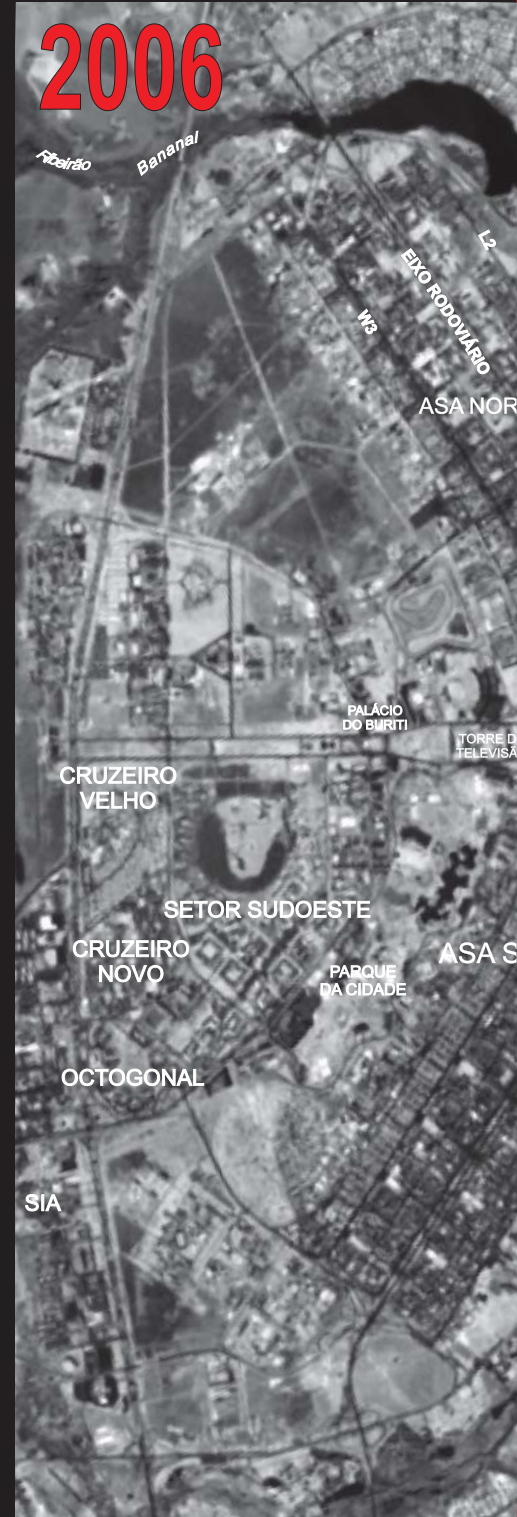 2006
Ribeirão Bananal
L2
EIXO RODOVIÁRIO
W3
ASA NOR
PALÁCIO
DO BURITI
TORRE D
TELEVISÃ
CRUZEIRO
VELHO
SETOR SUDOESTE
CRUZEIRO
NOVO
ASA S
PARQUE
DA CIDADE
OCTOGONAL
SIA